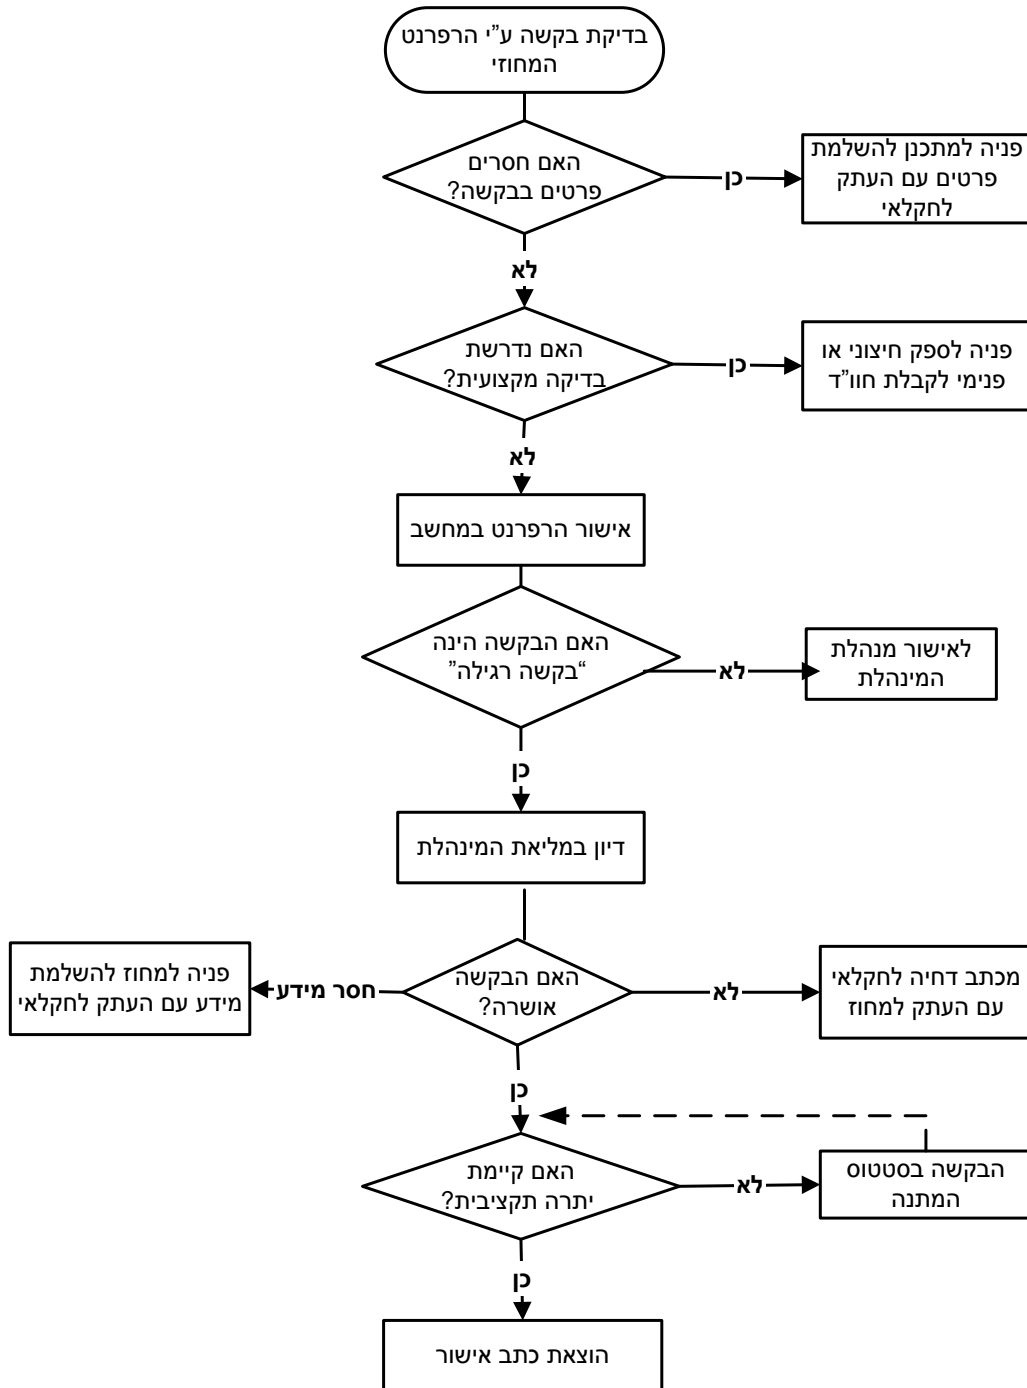 בדיקת בקשה ע"י הרפרנט
המחוזי
האם חסרים
פרטים בבקשה?
כן
פניה למתכנן להשלמת
פרטים עם העתק
לחקלאי
לא
האם נדרשת
בדיקה מקצועית?
כן
פניה לספק חיצוני או
פנימי לקבלת חוו"ד
לא
אישור הרפרנט במחשב
האם הבקשה הינה
“בקשה רגילה”
לא
לאישור מנהלת
המינהלת
כן
דיון במליאת המינהלת
האם הבקשה
אושרה?
לא
מכתב דחיה לחקלאי
עם העתק למחוז
חסר מידע
פניה למחוז להשלמת
מידע עם העתק לחקלאי
כן
האם קיימת
יתרה תקציבית?
לא
הבקשה בסטטוס
המתנה
כן
הוצאת כתב אישור